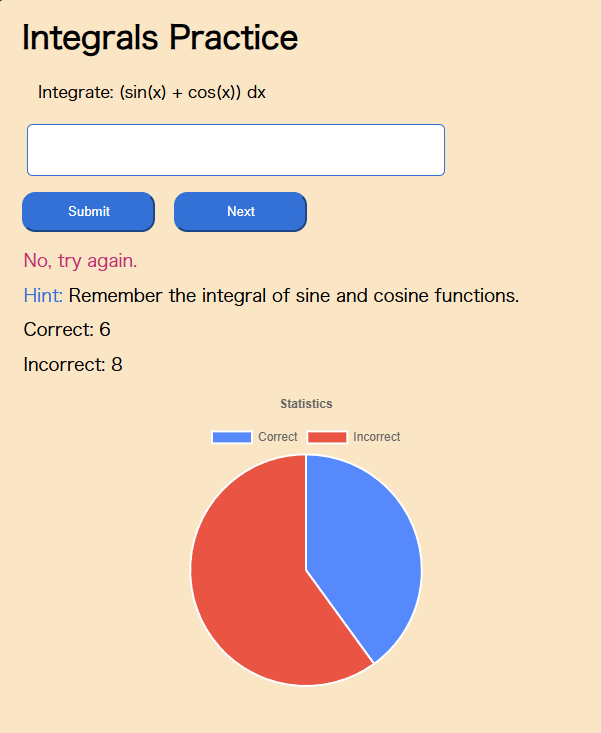 Integrals Practice
Integrate: (sin(x) + cos(x)) dx
Submit Next
No, try again.
Hint: Remember the integral of sine and cosine functions.
Correct: 6
Incorrect: 8
Statistics
Correct Incorrect